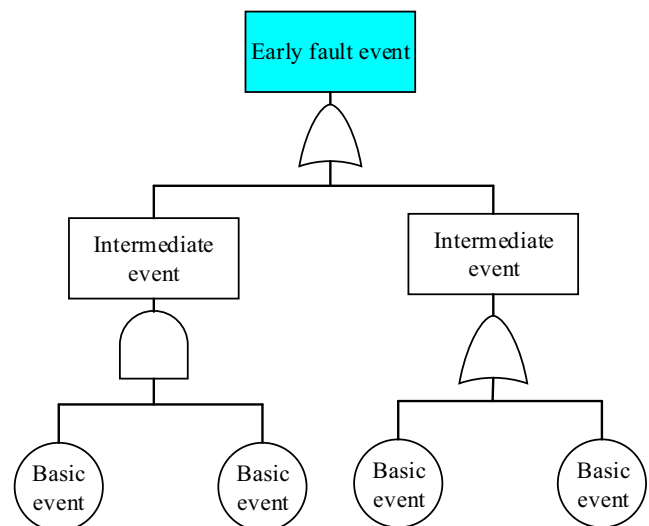 Early fault event
Intermediate
event
Intermediate
event
Basic
event
Basic
event
Basic
event
Basic
event